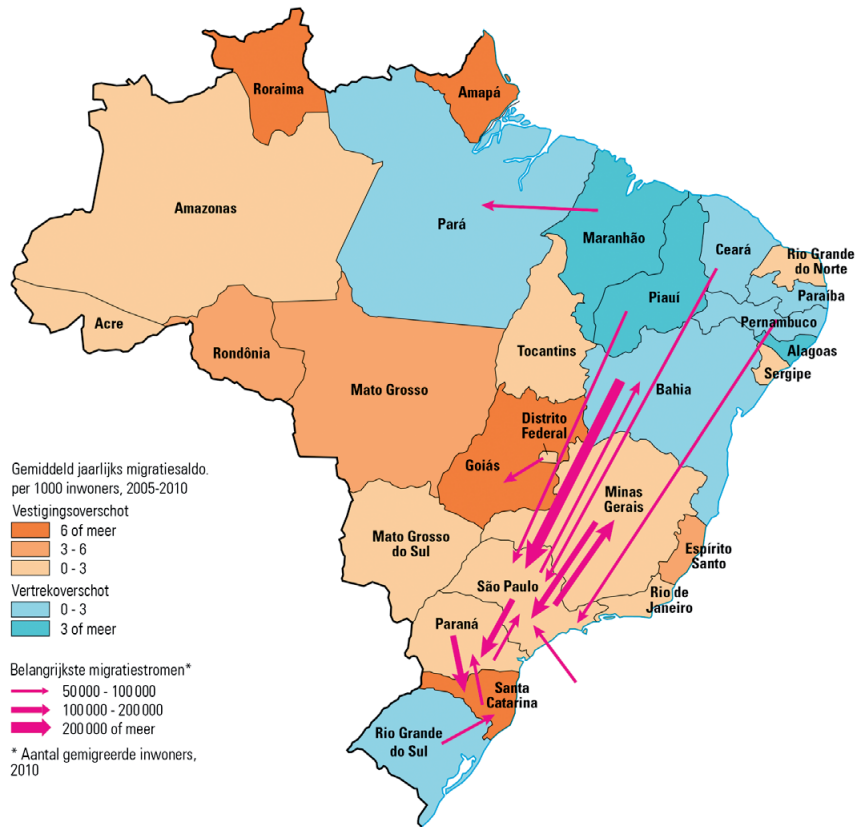 Roraima
Amapá
Amazonas
Pará
Maranhão
Ceará
Rio Grande
do Norte
Paraíba
Piauí
Pernambuco
Alagoas
Sergipe
Acre
Rondônia
Tocantins
Mato Grosso
Bahia
Distrito
Federal
Goiás
Minas
Gerais
Mato Grosso
do Sul
Espírito
Santo
São Paulo
Rio de
Janeiro
Paraná
Santa
Catarina
Rio Grande
do Sul
Gemiddeld jaarlijks migratiesaldo.
per 1000 inwoners, 2005-2010
Vestigingsoverschot
6 of meer
3 - 6
0 - 3
Vertrekoverschot
0 - 3
3 of meer
Belangrijkste migratiestromen*
50 000 - 100 000
100 000 - 200 000
200 000 of meer
* Aantal gemigreerde inwoners,
2010